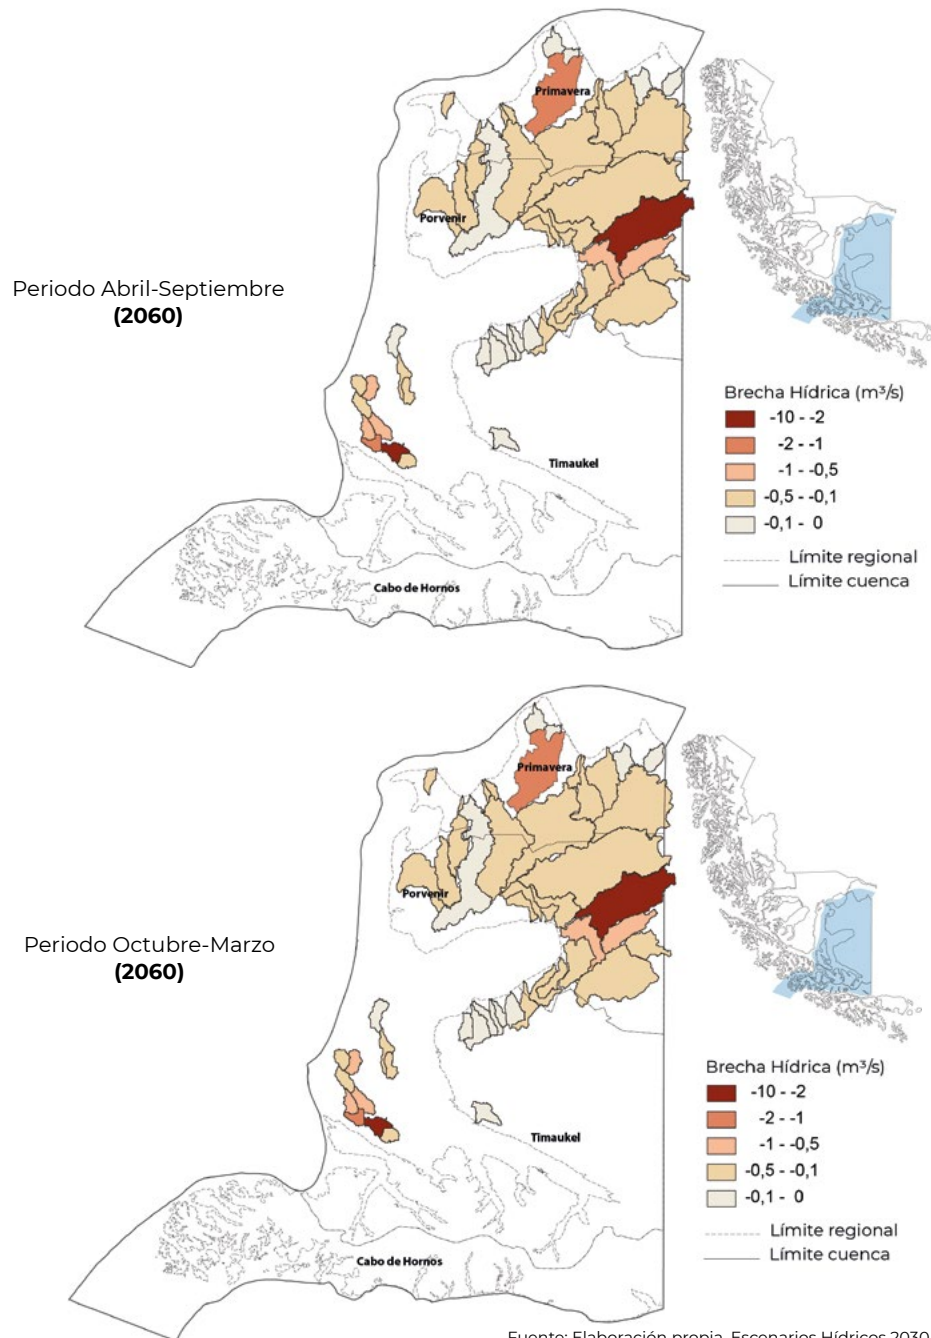 Primavera
Porvenir
Periodo Abril-Septiembre
(2060)
Brecha Hídrica (m³/s)
-10 - -2
-2 - -1
-1 - -0,5
-0,5 - -0,1
-0,1 - 0
Límite regional
Límite cuenca
Timaukel
Cabo de Hornos
Primavera
Porvenir
Periodo Octubre-Marzo
(2060)
Brecha Hídrica (m³/s)
-10 - -2
-2 - -1
-1 - -0,5
-0,5 - -0,1
-0,1 - 0
Límite regional
Límite cuenca
Timaukel
Cabo de Hornos
Fuente: Elaboración propia, Escenarios Hídricos 2030